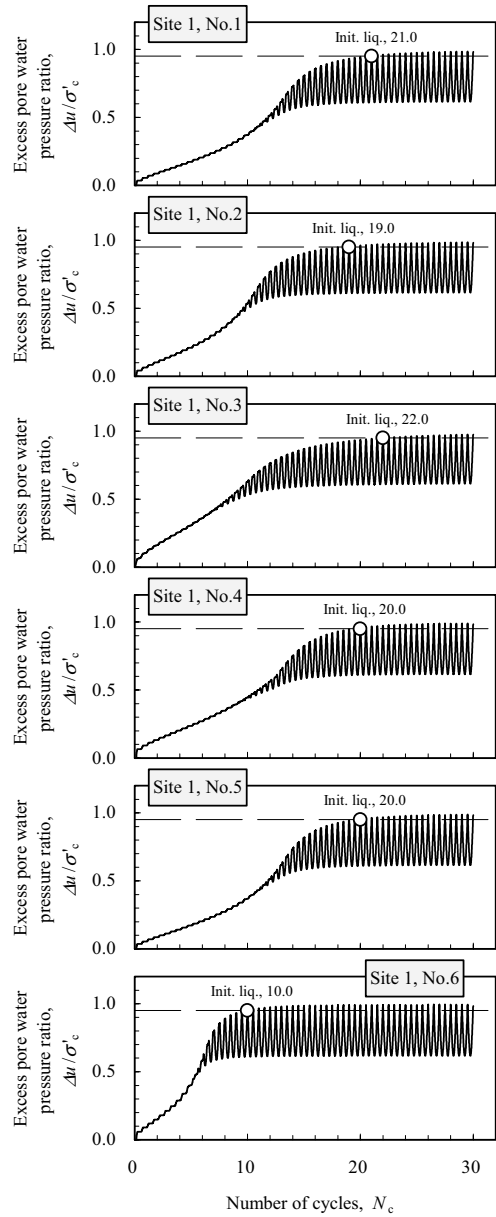 Site 1, No.1
Init. liq., 21.0
Excess pore water
pressure ratio,
Δu/σ'c
1.0
0.5
0.0
Site 1, No.2
Init. liq., 19.0
Excess pore water
pressure ratio,
Δu/σ'c
1.0
0.5
0.0
Site 1, No.3
Init. liq., 22.0
Excess pore water
pressure ratio,
Δu/σ'c
1.0
0.5
0.0
Site 1, No.4
Init. liq., 20.0
Excess pore water
pressure ratio,
Δu/σ'c
1.0
0.5
0.0
Site 1, No.5
Init. liq., 20.0
Excess pore water
pressure ratio,
Δu/σ'c
1.0
0.5
0.0
Site 1, No.6
Init. liq., 10.0
Excess pore water
pressure ratio,
Δu/σ'c
1.0
0.5
0.0
0 10 20 30
Number of cycles, Nc